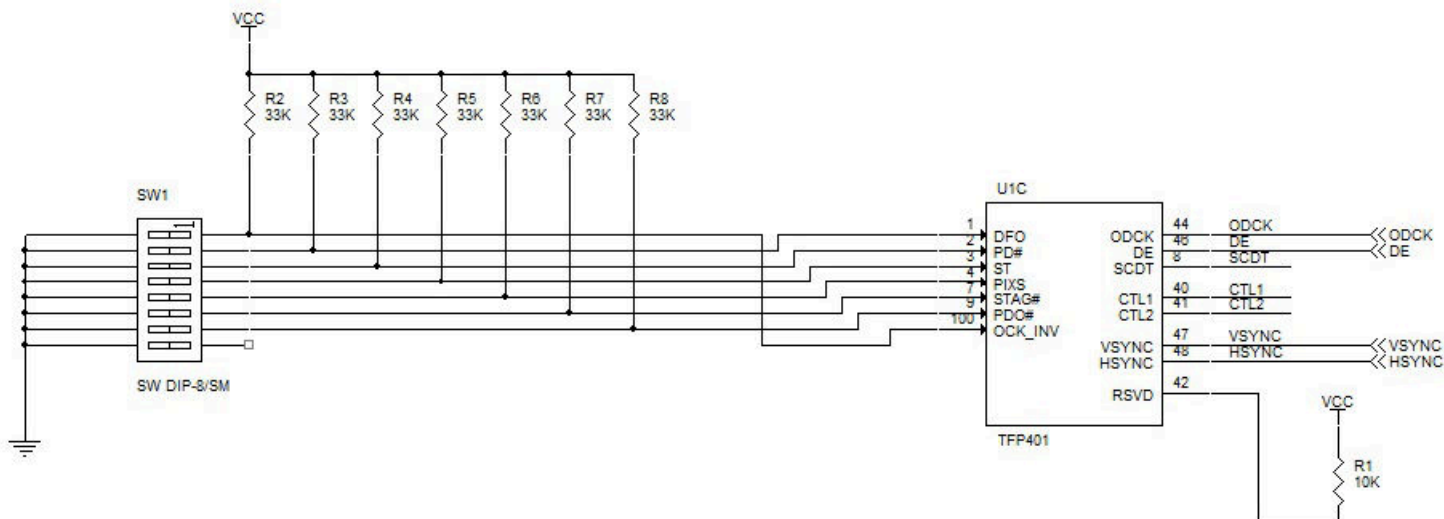 VCC
R2 R3 R4 R5 R6 R7 R8
33K 33K 33K 33K 33K 33K 33K
SW1
SW DIP-8/SM
U1C
1 DFO
2 PD#
3 ST
4 PIXS
7 STAG#
9 PDO#
100 OCK_INV
ODCK 44 ODCK ODCK
DE 46 DE DE
SCDT 8 SCDT
CTL1 40 CTL1
CTL2 41 CTL2
VSYNC 47 VSYNC VSYNC
HSYNC 48 HSYNC HSYNC
RSVD 42
TFP401
VCC
R1
10K